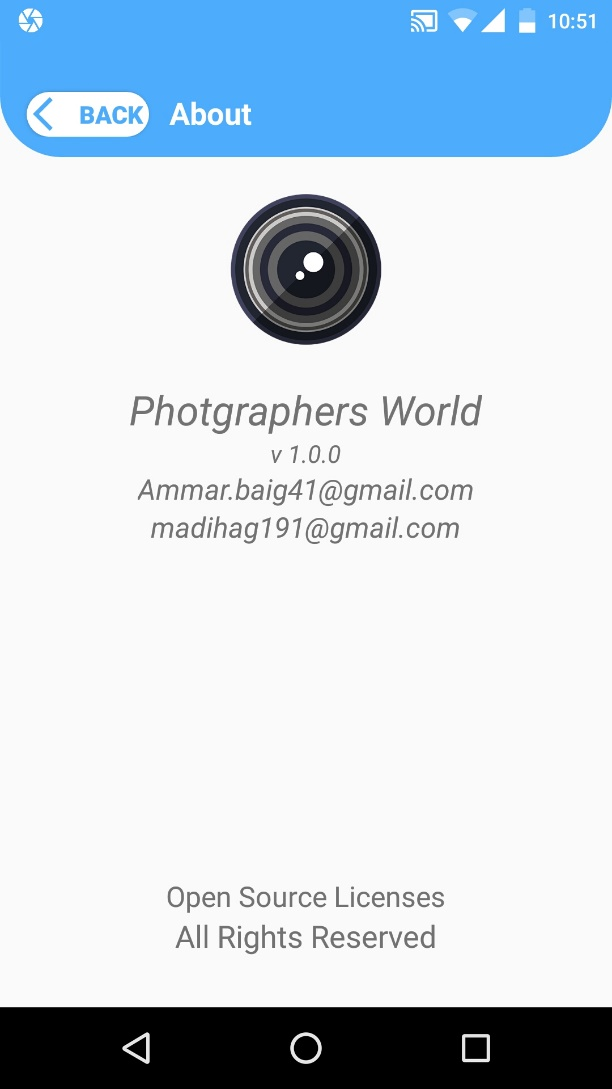 10:51
BACK About
Photgraphers World
v 1.0.0
Ammar.baig41@gmail.com
madihag191@gmail.com
Open Source Licenses
All Rights Reserved